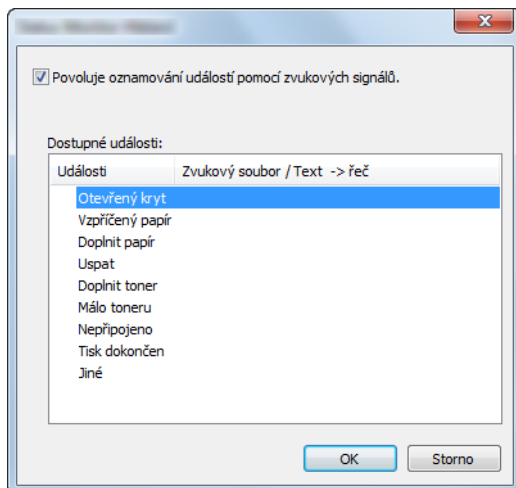 Povoluje oznamování událostí pomocí zvukových signálů.
Dostupné události:
Události Zvukový soubor / Text -> řeč
Otevřený kryt
Vzpříčený papír
Doplnit papír
Uspat
Doplnit toner
Málo toneru
Nepřipojeno
Tisk dokončen
Jiné
OK Storno